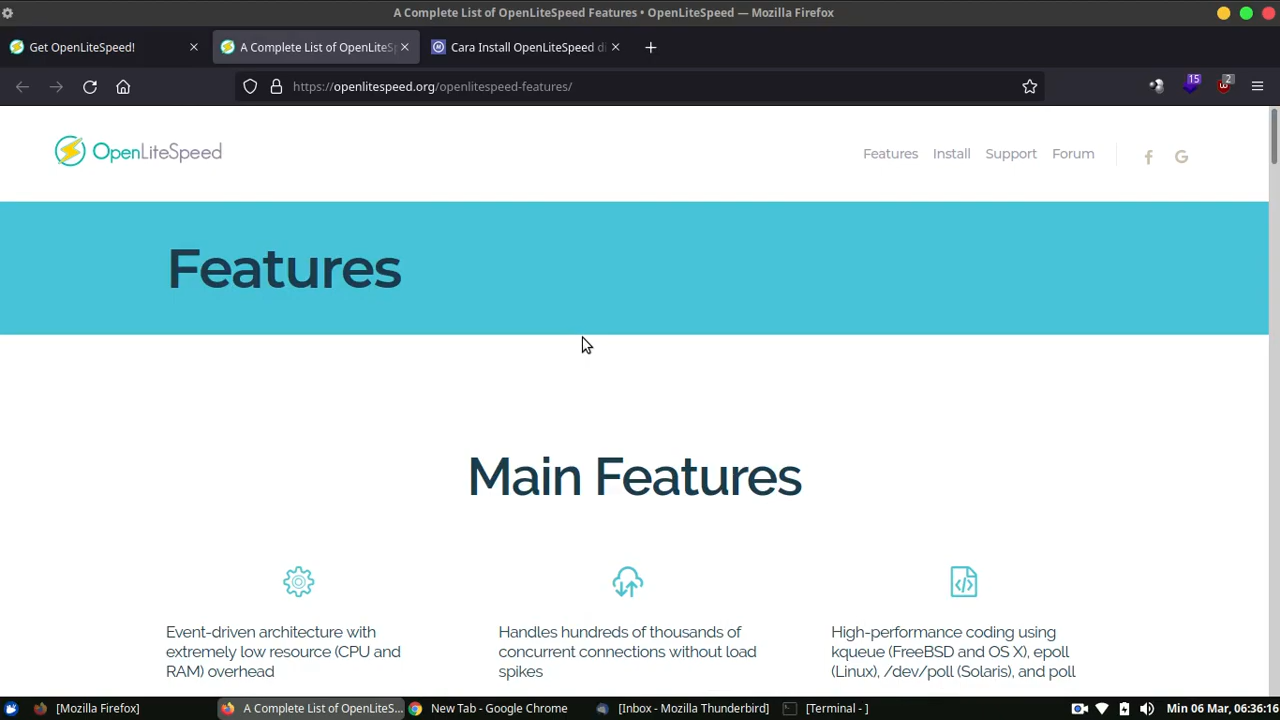 A Complete List of OpenLiteSpeed Features • OpenLiteSpeed — Mozilla Firefox
Get OpenLiteSpeed!
A Complete List of OpenLiteS
Cara Install OpenLiteSpeed di
https://openlitespeed.org/openlitespeed-features/
15
2
OpenLiteSpeed
Features
Install
Support
Forum
Features
Main Features
Event-driven architecture with
extremely low resource (CPU and
RAM) overhead
Handles hundreds of thousands of
concurrent connections without load
spikes
High-performance coding using
kqueue (FreeBSD and OS X), epoll
(Linux), /dev/poll (Solaris), and poll
[Mozilla Firefox]
A Complete List of OpenLiteS...
New Tab - Google Chrome
[Inbox - Mozilla Thunderbird]
[Terminal - ]
Min 06 Mar, 06:36:16